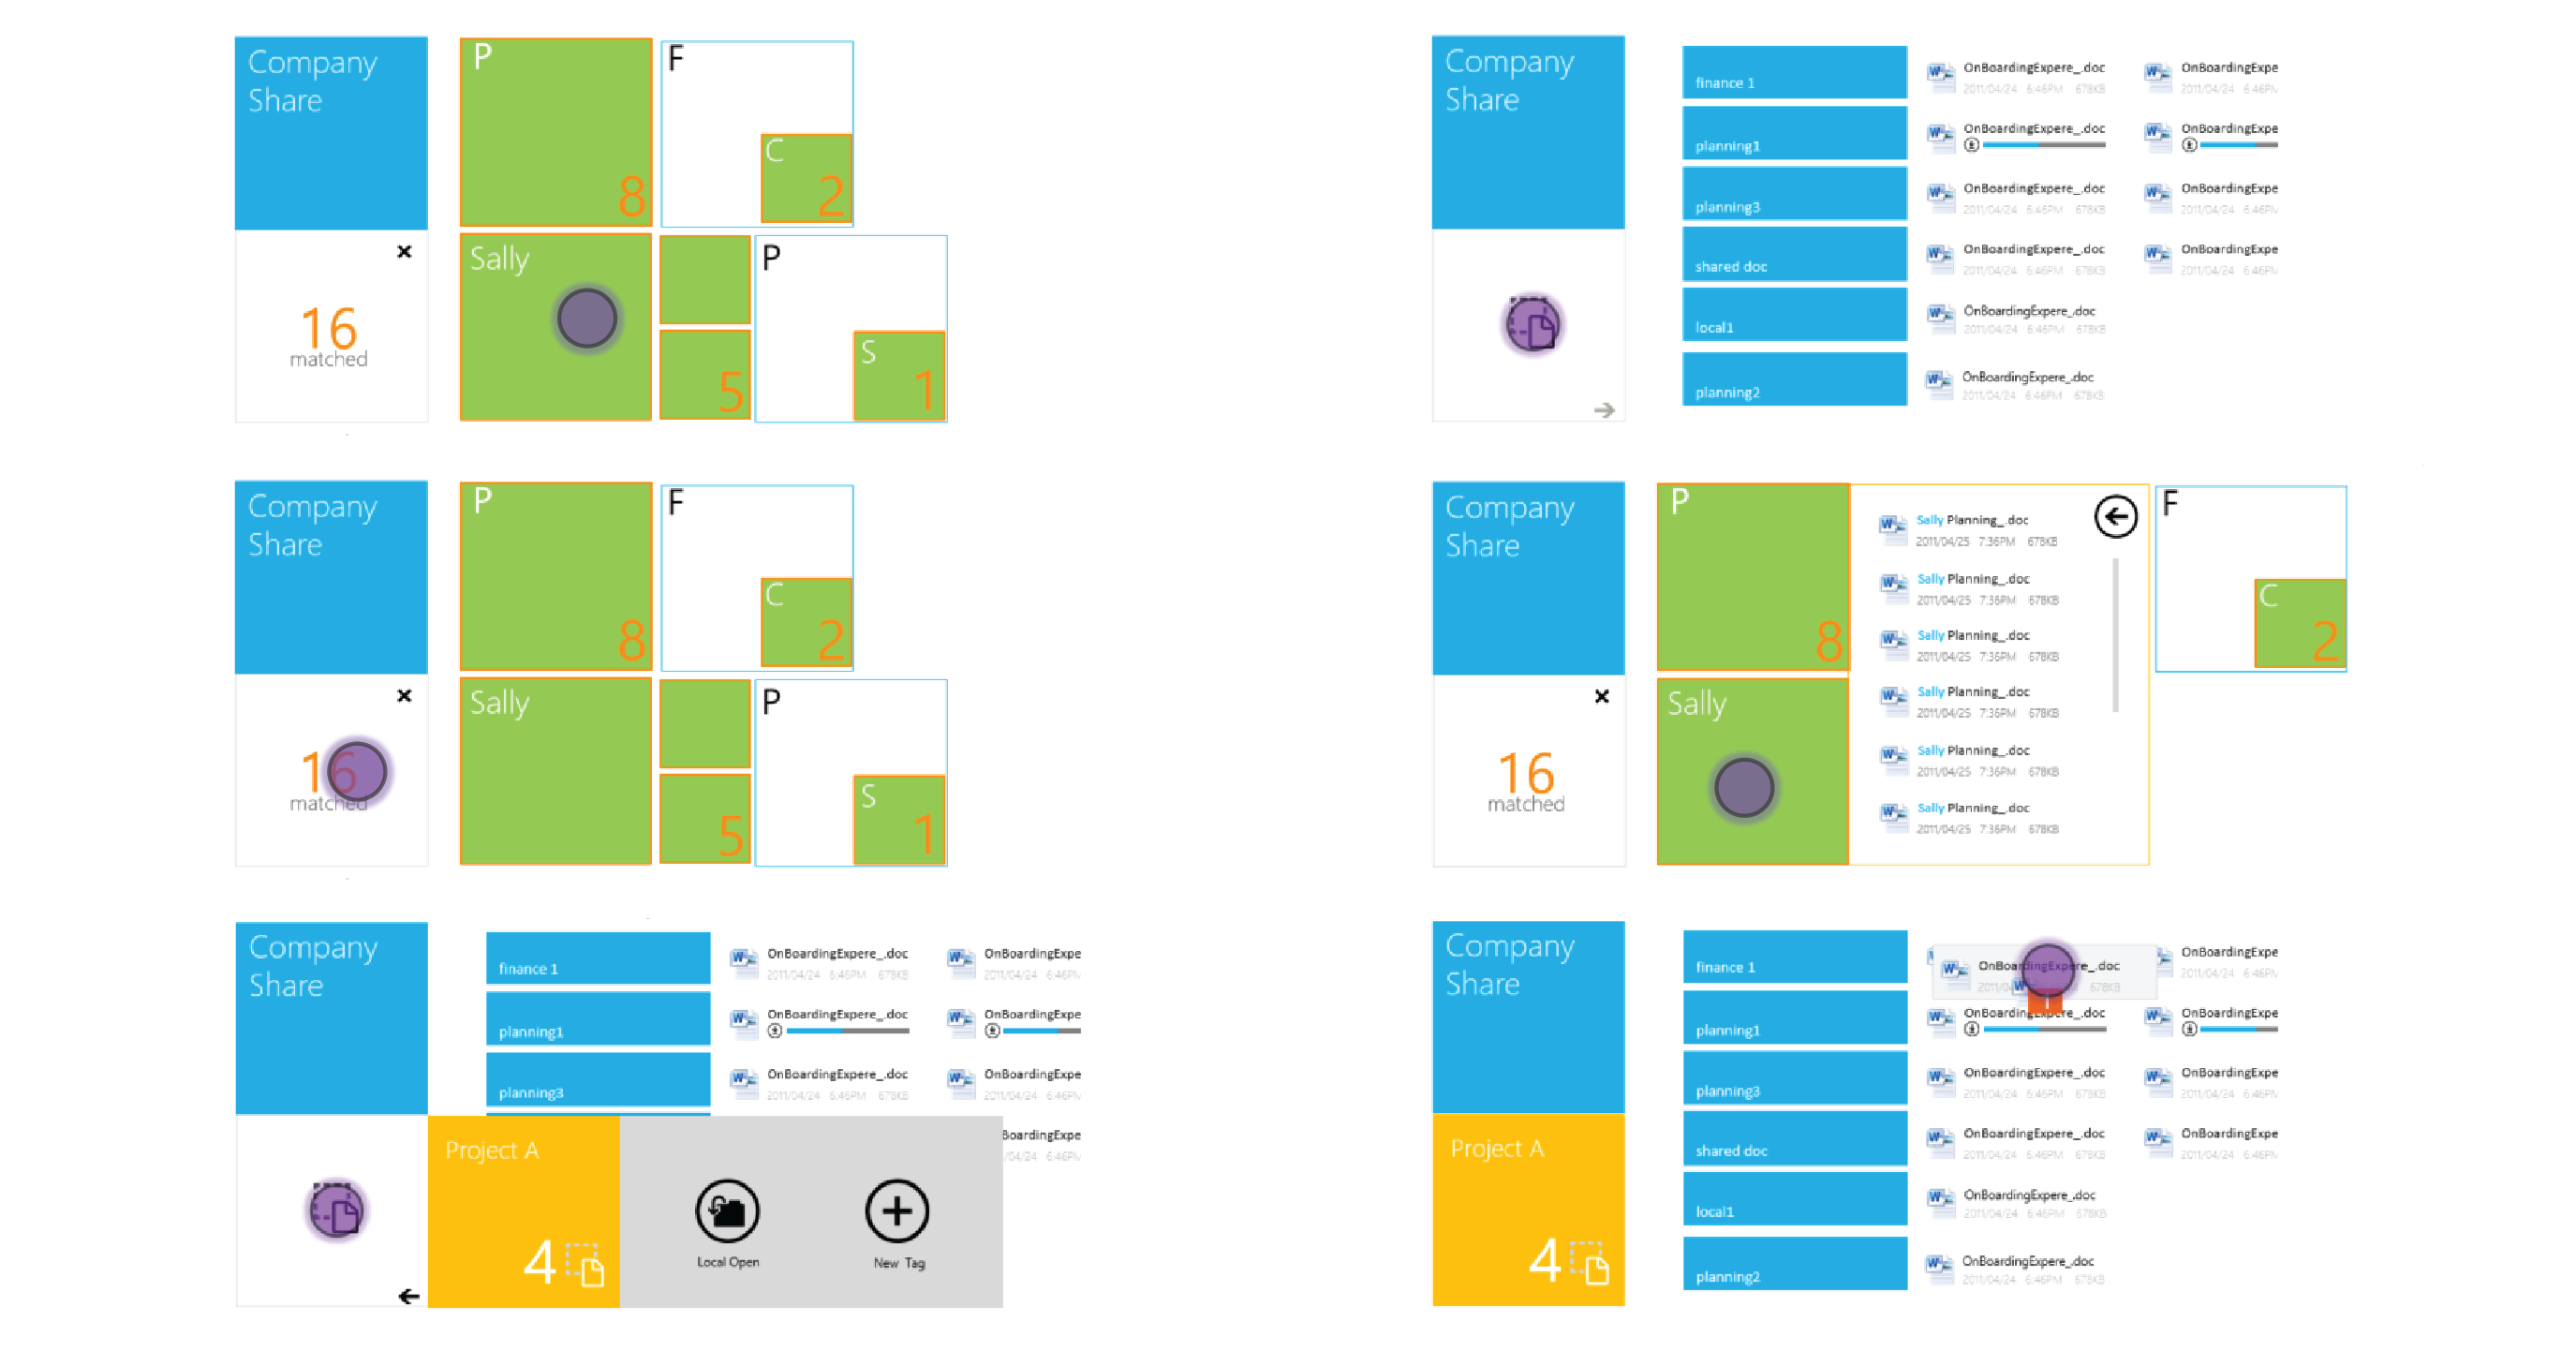 Company
Share
16
matched
P
8
F
C
2
Sally
5
P
S
1
Company
Share
finance 1
planning1
planning3
shared doc
local1
planning2
OnBoardingExpere_.doc
2011/04/24 6:46PM 678KB
OnBoardingExpe
2011/04/24 6:46PM
OnBoardingExpere_.doc
OnBoardingExpe
OnBoardingExpere_.doc
2011/04/24 6:46PM 678KB
OnBoardingExpe
2011/04/24 6:46PM
OnBoardingExpere_.doc
2011/04/24 6:46PM 678KB
OnBoardingExpe
2011/04/24 6:46PM
OnBoardingExpere_.doc
2011/04/24 6:46PM 678KB
OnBoardingExpere_.doc
2011/04/24 6:46PM 678KB
Company
Share
16
matched
P
8
F
C
2
Sally
5
P
S
1
Company
Share
16
matched
P
8
Sally
Sally Planning_.doc
2011/04/25 7:36PM 678KB
Sally Planning_.doc
2011/04/25 7:36PM 678KB
Sally Planning_.doc
2011/04/25 7:36PM 678KB
Sally Planning_.doc
2011/04/25 7:36PM 678KB
Sally Planning_.doc
2011/04/25 7:36PM 678KB
Sally Planning_.doc
2011/04/25 7:36PM 678KB
F
C
2
Company
Share
finance 1
planning1
planning3
OnBoardingExpere_.doc
2011/04/24 6:46PM 678KB
OnBoardingExpe
2011/04/24 6:46PM
OnBoardingExpere_.doc
OnBoardingExpe
OnBoardingExpere_.doc
2011/04/24 6:46PM 678KB
OnBoardingExpe
2011/04/24 6:46PM
BoardingExpe
/04/24 6:46PM
Project A
4
Local Open
New Tag
Company
Share
Project A
4
finance 1
planning1
planning3
shared doc
local1
planning2
OnBoardingExpere_.doc
678KB
OnBoardingExpe
2011/04/24 6:46PM
OnBoardingExpere_.doc
OnBoardingExpe
OnBoardingExpere_.doc
2011/04/24 6:46PM 678KB
OnBoardingExpe
2011/04/24 6:46PM
OnBoardingExpere_.doc
2011/04/24 6:46PM 678KB
OnBoardingExpe
2011/04/24 6:46PM
OnBoardingExpere_.doc
2011/04/24 6:46PM 678KB
OnBoardingExpere_.doc
2011/04/24 6:46PM 678KB